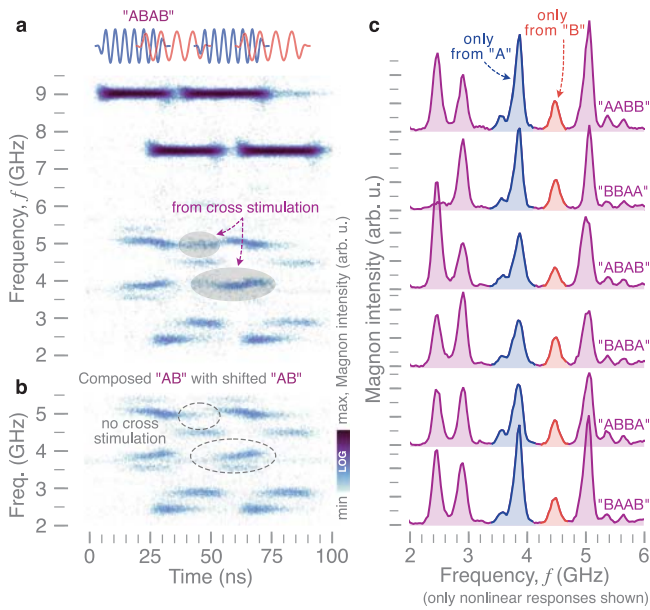 a
"ABAB"
9
8
7
6
5
4
3
2
Frequency, f (GHz)
from cross stimulation
max, Magnon intensity (arb. u.)
LOG
min
b
Composed "AB" with shifted "AB"
no cross
stimulation
5
4
3
2
Freq. (GHz)
0
25
50
75
100
Time (ns)
c
only
from "A"
only
from "B"
"AABB"
"BBAA"
"ABAB"
"BABA"
"ABBA"
"BAAB"
Magnon intensity (arb. u.)
2
3
4
5
6
Frequency, f (GHz)
(only nonlinear responses shown)